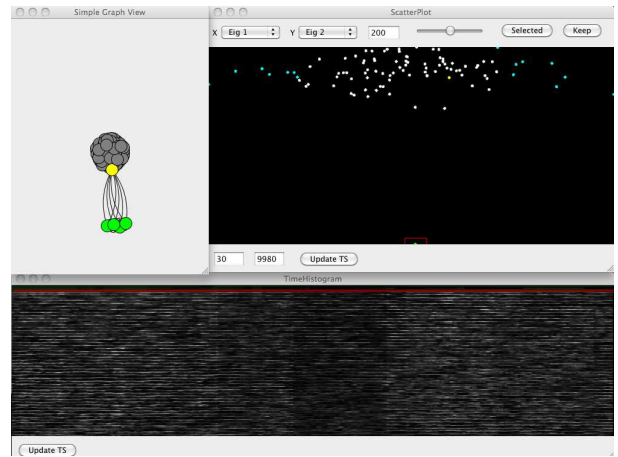 Simple Graph View
ScatterPlot
X Eig 1 Y Eig 2 200 Selected Keep
30 9980 Update TS
TimeHistogram
Update TS